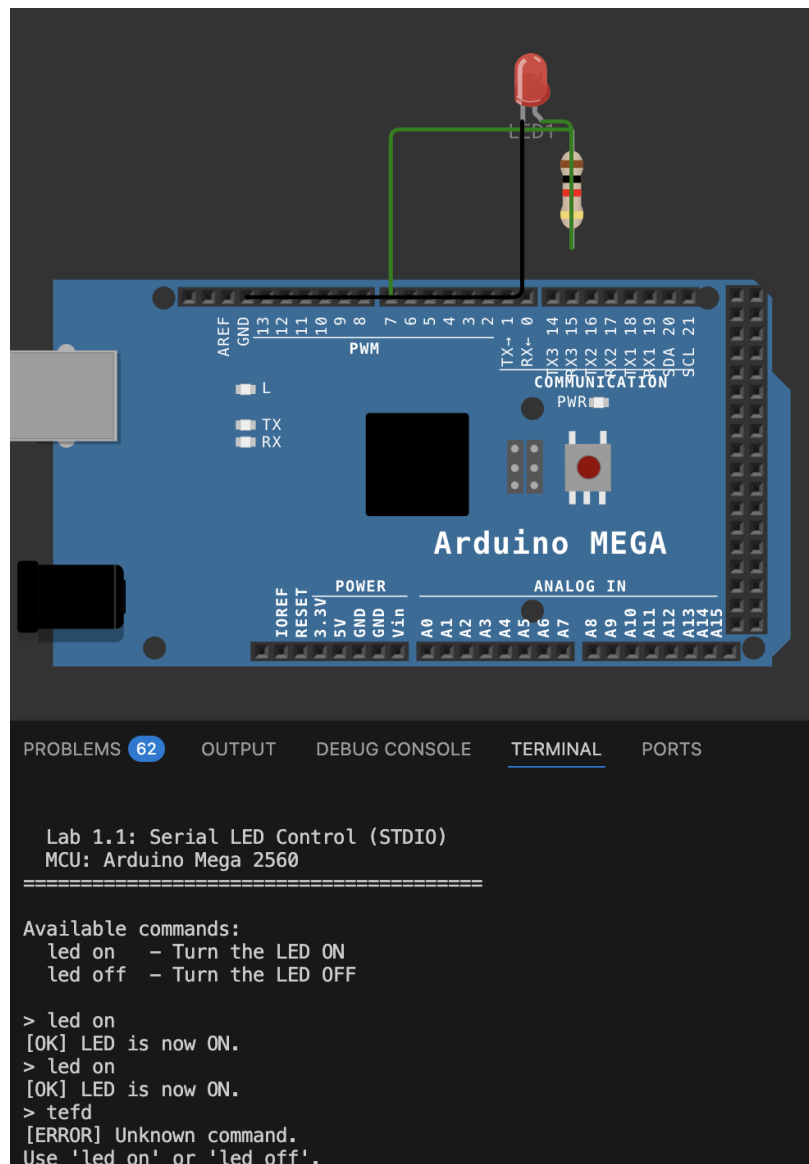 LED1
AREF
GND
13
12
11
10
9
8
7
6
5
4
3
2
TX→ 1
RX← 0
TX3 14
RX3 15
TX2 16
RX2 17
TX1 18
RX1 19
SDA 20
SCL 21
PWM
COMMUNICATION
L
PWR
TX
RX
Arduino MEGA
POWER
ANALOG IN
IOREF
RESET
3.3V
5V
GND
GND
Vin
A0
A1
A2
A3
A4
A5
A6
A7
A8
A9
A10
A11
A12
A13
A14
A15
PROBLEMS 62 OUTPUT DEBUG CONSOLE TERMINAL PORTS
Lab 1.1: Serial LED Control (STDIO)
MCU: Arduino Mega 2560
========================================
Available commands:
led on   – Turn the LED ON
led off  – Turn the LED OFF
> led on
[OK] LED is now ON.
> led on
[OK] LED is now ON.
> tefd
[ERROR] Unknown command.
Use 'led on' or 'led off'.